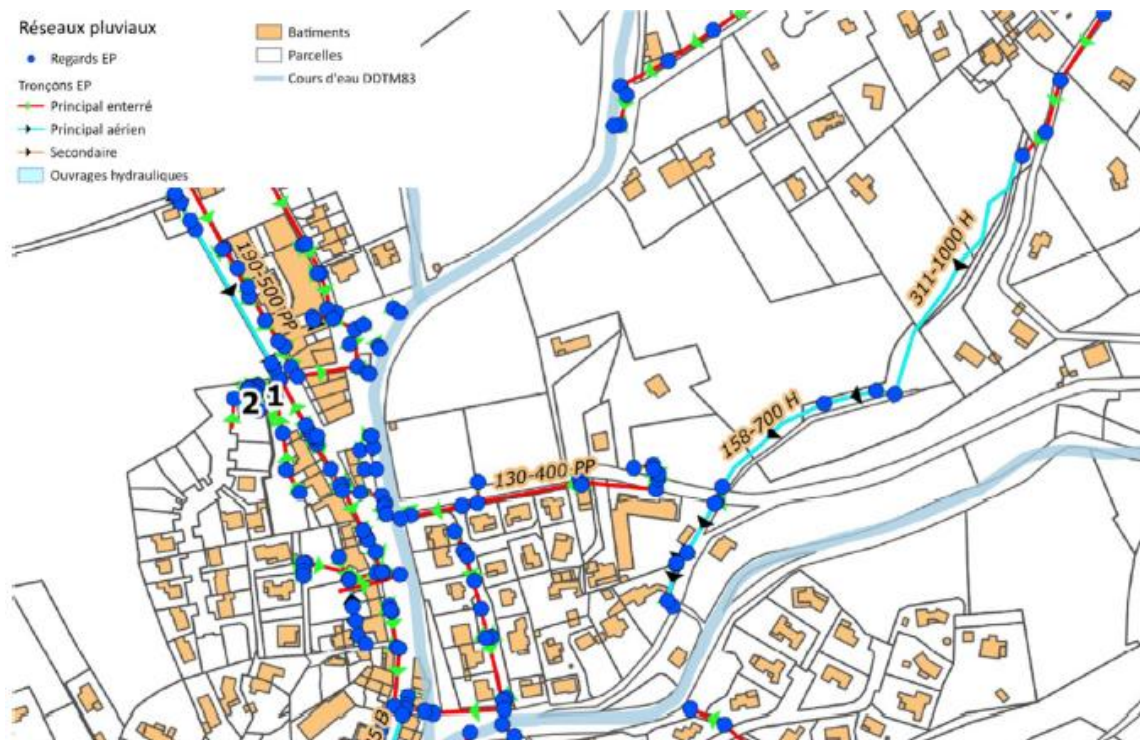 Réseaux pluviaux
Regards EP
Tronçons EP
Principal enterré
Principal aérien
Secondaire
Ouvrages hydrauliques
Batiments
Parcelles
Cours d'eau DDTM83
190-500 PP
311-1000 H
2 1
158-700 H
130-400 PP